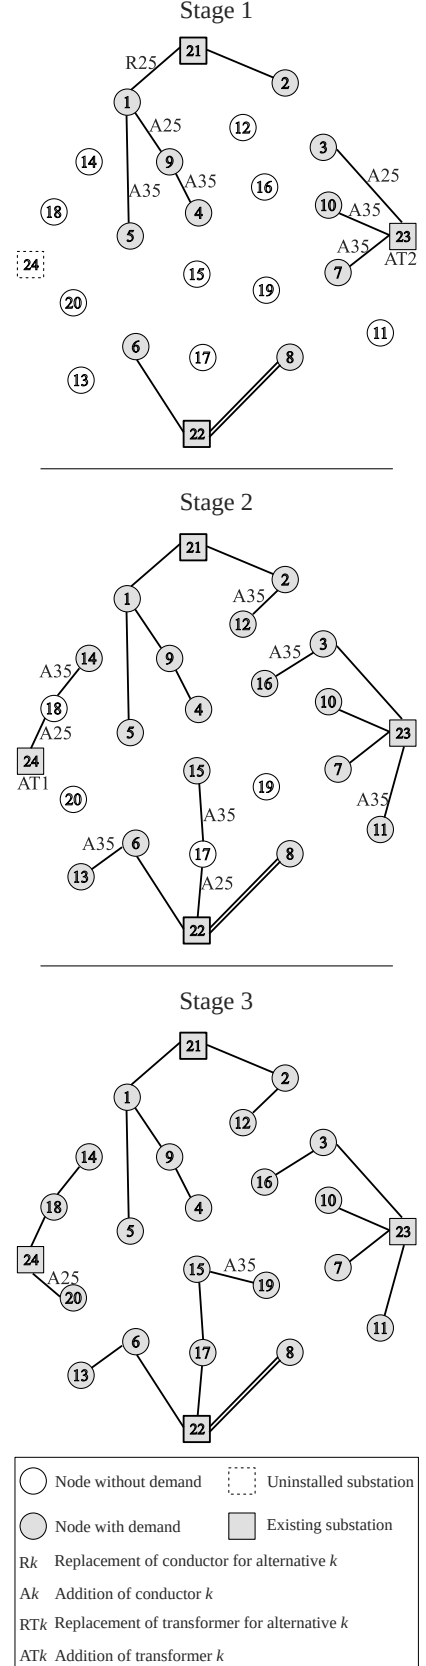 Stage 1
21
R25
2
1
A25
12
3
14
9
A25
A35
A35
16
10
A35
18
4
5
23
A35
AT2
7
24
15
19
20
11
6
17
8
13
22
Stage 2
21
2
1
A35
12
3
A35
14
9
A35
16
18
4
10
A25
5
23
24
15
7
AT1
19
20
A35
A35
11
6
A35
17
8
13
A25
22
Stage 3
21
2
1
12
3
14
9
16
10
18
4
5
23
24
15
A35
7
A25
19
20
11
6
17
8
13
22
Node without demand
Uninstalled substation
Node with demand
Existing substation
Rk Replacement of conductor for alternative k
Ak Addition of conductor k
RTk Replacement of transformer for alternative k
ATk Addition of transformer k